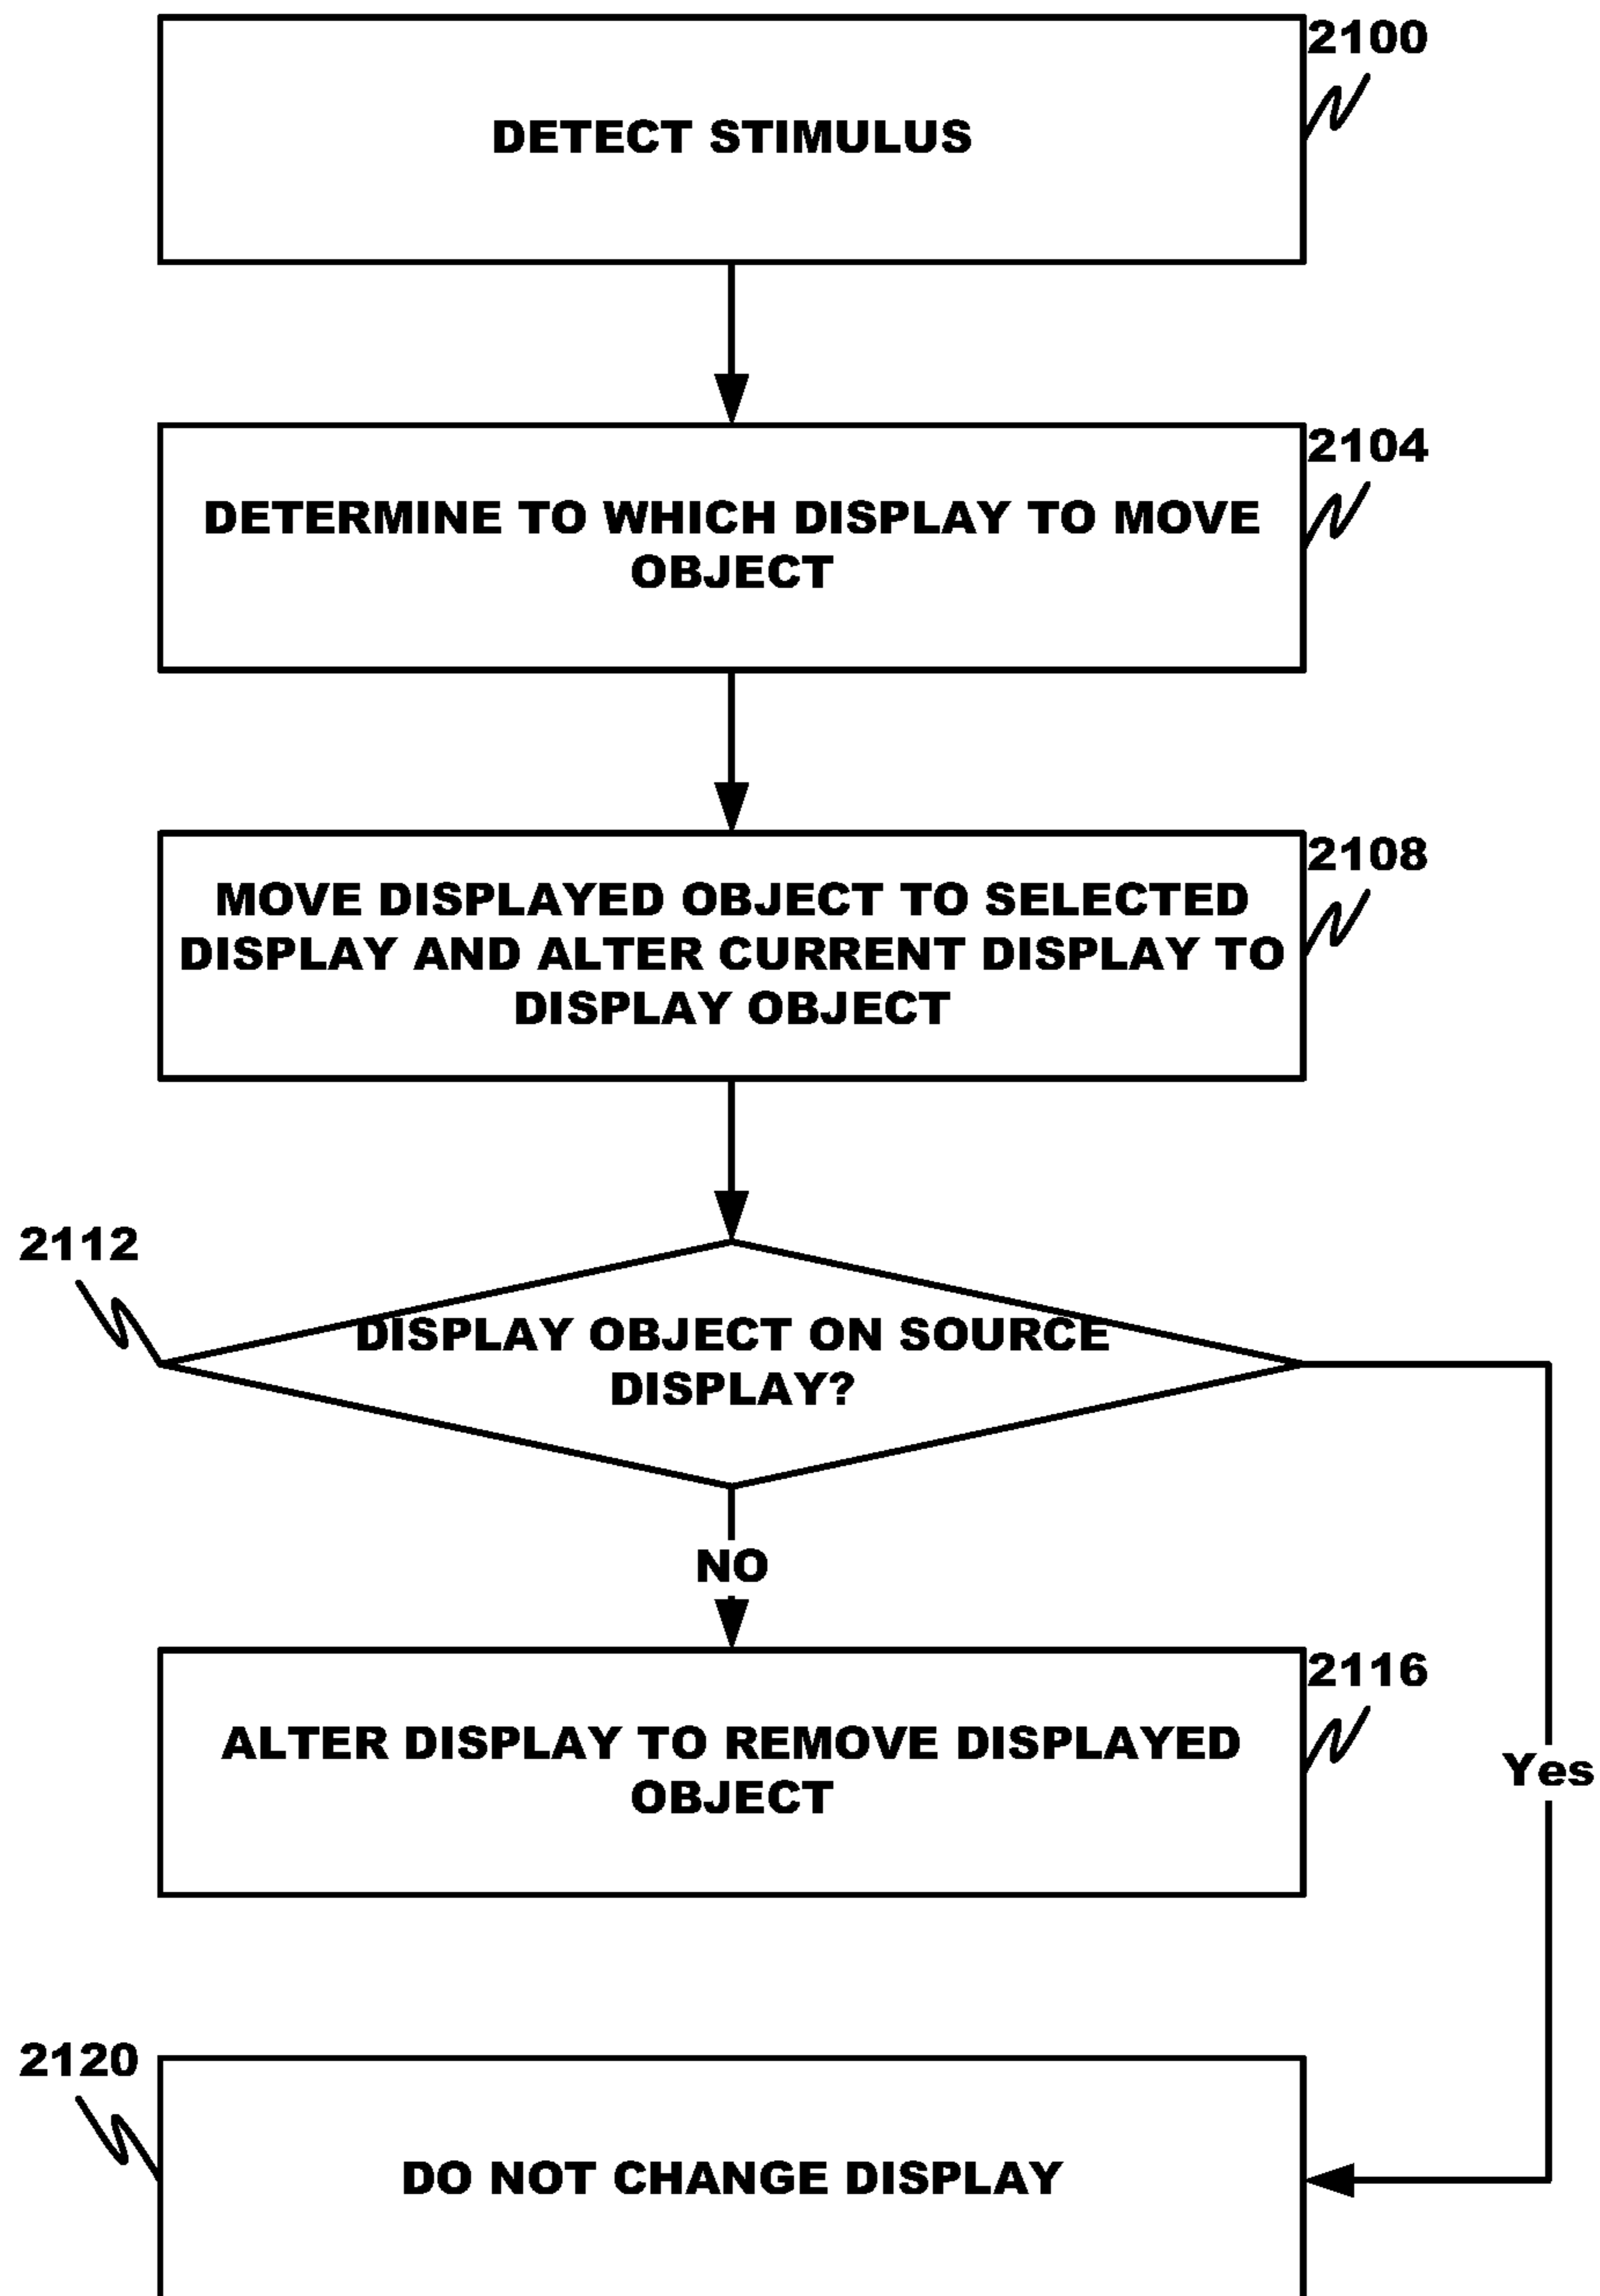 2100
DETECT STIMULUS
2104
DETERMINE TO WHICH DISPLAY TO MOVE
OBJECT
2108
MOVE DISPLAYED OBJECT TO SELECTED
DISPLAY AND ALTER CURRENT DISPLAY TO
DISPLAY OBJECT
2112
DISPLAY OBJECT ON SOURCE
DISPLAY?
NO
2116
ALTER DISPLAY TO REMOVE DISPLAYED
OBJECT
Yes
2120
DO NOT CHANGE DISPLAY